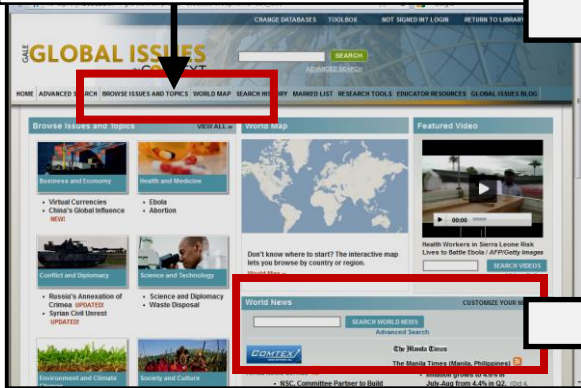 CHANGE DATABASES TOOLBOX NOT SIGNED IN? LOGIN RETURN TO LIBRARY
GALE
GLOBAL ISSUES
SEARCH
ADVANCED SEARCH
HOME ADVANCED BROWSE ISSUES AND TOPICS WORLD MAP SEARCH MARKED LIST RESEARCH TOOLS EDUCATOR RESOURCES GLOBAL ISSUES BLOG
Browse Issues and Topics VIEW ALL »
Business and Economy Health and Medicine
• Virtual Currencies
• China's Global Influence
NEW!
• Ebola
• Abortion
Conflict and Diplomacy Science and Technology
• Russia's Annexation of
Crimea UPDATED!
• Syrian Civil Unrest
UPDATED!
• Science and Diplomacy
• Waste Disposal
Environment and Climate
Society and Culture
World Map
Don't know where to start? The interactive map
lets you browse by country or region.
World Map
Featured Video
00:00
Health Workers in Sierra Leone Risk
Lives to Battle Ebola / AFP/Getty Images
SEARCH VIDEOS
World News CUSTOMIZE YOUR
SEARCH WORLD NEWS
Advanced Search
COMTEX
The Manila Times
The Manila Times (Manila, Philippines)
• NSC, Committee Partner to Build
July-Aug from 4.4% in Q2,